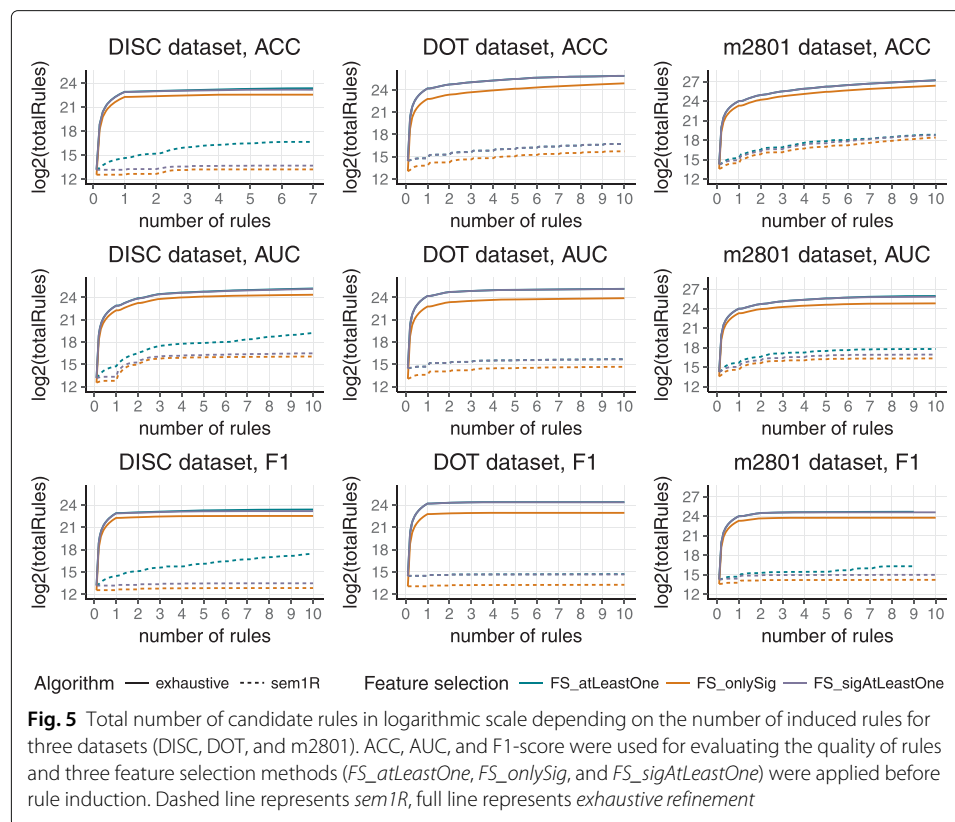 DISC dataset, ACC
DOT dataset, ACC
m2801 dataset, ACC
log2(totalRules)
24
21
18
15
12
0 1 2 3 4 5 6 7
number of rules
log2(totalRules)
24
21
18
15
12
0 1 2 3 4 5 6 7 8 9 10
number of rules
log2(totalRules)
27
24
21
18
15
12
0 1 2 3 4 5 6 7 8 9 10
number of rules
DISC dataset, AUC
DOT dataset, AUC
m2801 dataset, AUC
log2(totalRules)
24
21
18
15
12
0 1 2 3 4 5 6 7 8 9 10
number of rules
log2(totalRules)
24
21
18
15
12
0 1 2 3 4 5 6 7 8 9 10
number of rules
log2(totalRules)
27
24
21
18
15
12
0 1 2 3 4 5 6 7 8 9 10
number of rules
DISC dataset, F1
DOT dataset, F1
m2801 dataset, F1
log2(totalRules)
24
21
18
15
12
0 1 2 3 4 5 6 7 8 9 10
number of rules
log2(totalRules)
24
21
18
15
12
0 1 2 3 4 5 6 7 8 9 10
number of rules
log2(totalRules)
27
24
21
18
15
12
0 1 2 3 4 5 6 7 8 9 10
number of rules
Algorithm exhaustive sem1R Feature selection FS_atLeastOne FS_onlySig FS_sigAtLeastOne
Fig. 5 Total number of candidate rules in logarithmic scale depending on the number of induced rules for
three datasets (DISC, DOT, and m2801). ACC, AUC, and F1-score were used for evaluating the quality of rules
and three feature selection methods (FS_atLeastOne, FS_onlySig, and FS_sigAtLeastOne) were applied before
rule induction. Dashed line represents sem1R, full line represents exhaustive refinement